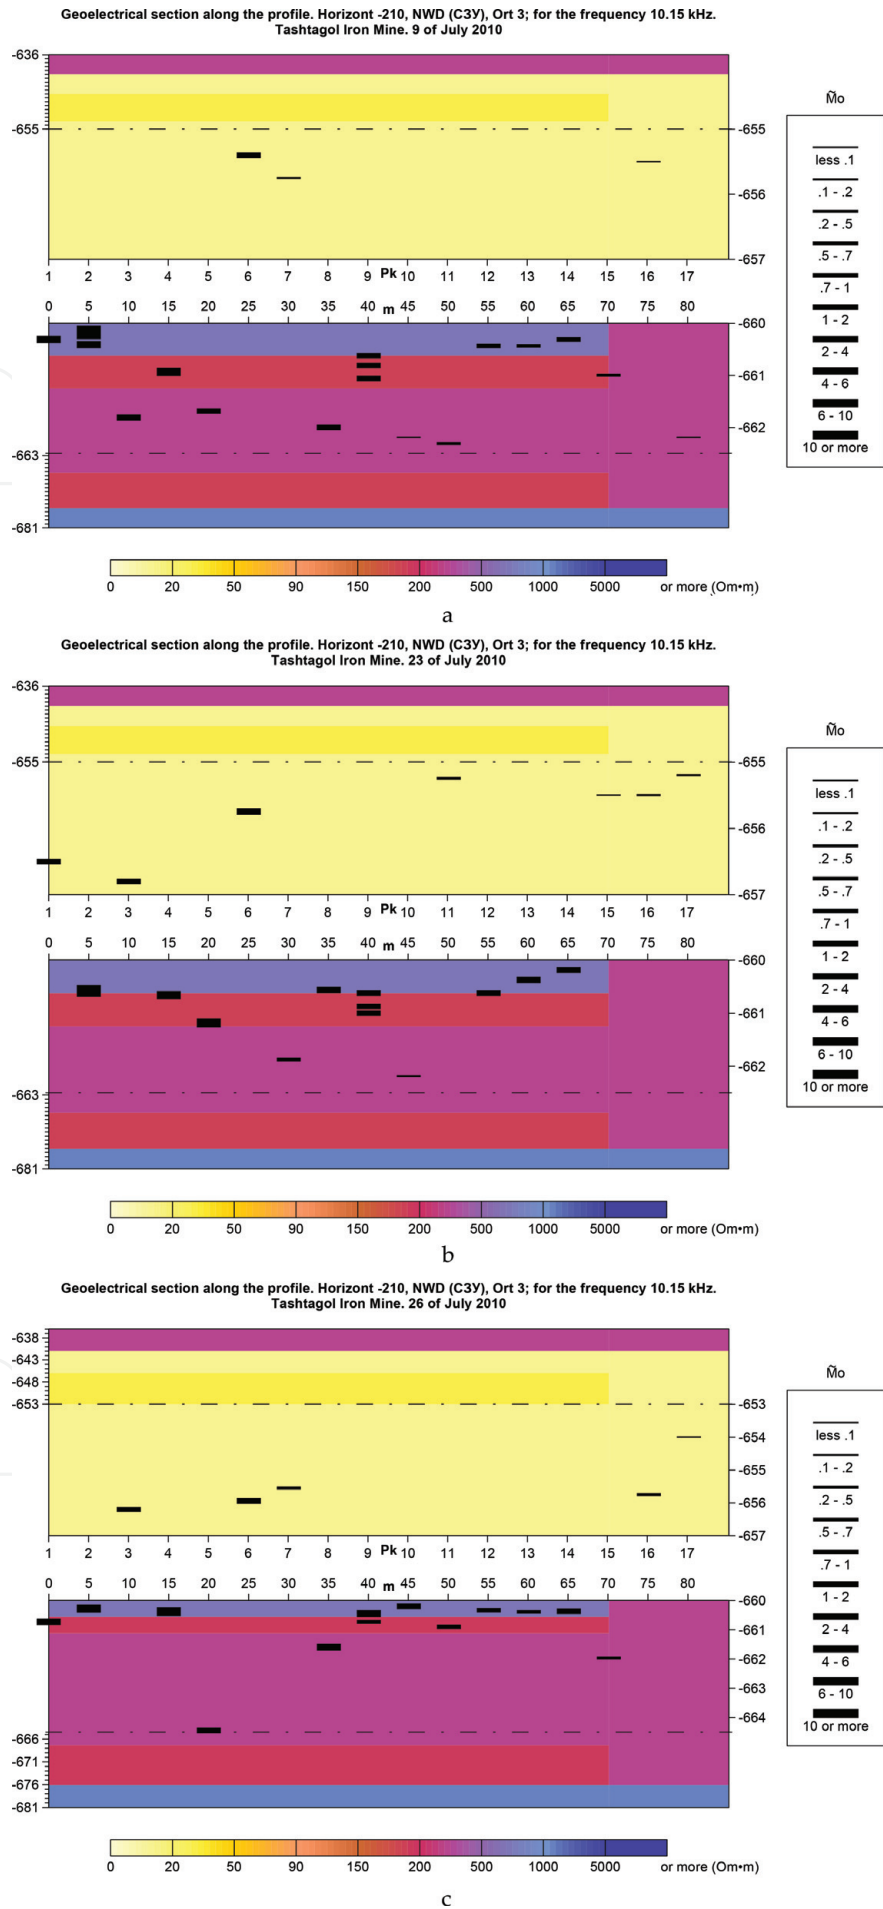 Geoelectrical section along the profile. Horizont -210, NWD (СЗУ), Ort 3; for the frequency 10.15 kHz.
Tashtagol Iron Mine. 9 of July 2010
-636
-655 -655
-656
-657
1 2 3 4 5 6 7 8 9 Pk 10 11 12 13 14 15 16 17
0 5 10 15 20 25 30 35 40 m 45 50 55 60 65 70 75 80
-660
-661
-662
-663
-681
0 20 50 90 150 200 500 1000 5000 or more (Om•m)
M̃o
less .1
.1 - .2
.2 - .5
.5 - .7
.7 - 1
1 - 2
2 - 4
4 - 6
6 - 10
10 or more
a
Geoelectrical section along the profile. Horizont -210, NWD (СЗУ), Ort 3; for the frequency 10.15 kHz.
Tashtagol Iron Mine. 23 of July 2010
-636
-655 -655
-656
-657
1 2 3 4 5 6 7 8 9 Pk 10 11 12 13 14 15 16 17
0 5 10 15 20 25 30 35 40 m 45 50 55 60 65 70 75 80
-660
-661
-662
-663
-681
0 20 50 90 150 200 500 1000 5000 or more (Om•m)
M̃o
less .1
.1 - .2
.2 - .5
.5 - .7
.7 - 1
1 - 2
2 - 4
4 - 6
6 - 10
10 or more
b
Geoelectrical section along the profile. Horizont -210, NWD (СЗУ), Ort 3; for the frequency 10.15 kHz.
Tashtagol Iron Mine. 26 of July 2010
-638
-643
-648
-653 -653
-654
-655
-656
-657
1 2 3 4 5 6 7 8 9 Pk 10 11 12 13 14 15 16 17
0 5 10 15 20 25 30 35 40 m 45 50 55 60 65 70 75 80
-660
-661
-662
-663
-664
-666
-671
-676
-681
0 20 50 90 150 200 500 1000 5000 or more (Om•m)
M̃o
less .1
.1 - .2
.2 - .5
.5 - .7
.7 - 1
1 - 2
2 - 4
4 - 6
6 - 10
10 or more
c